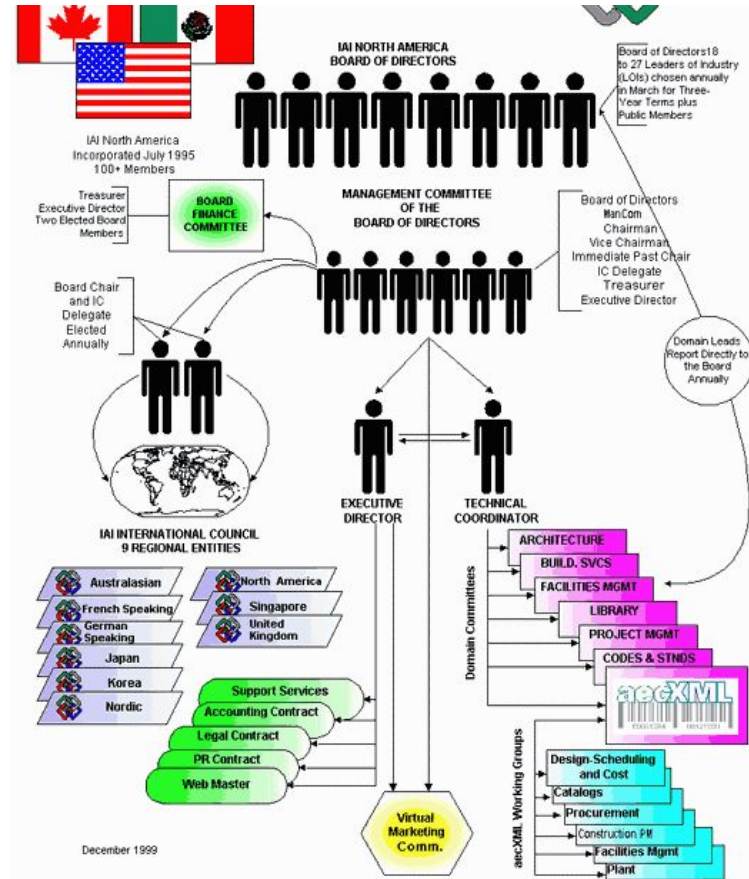 IAI NORTH AMERICA
BOARD OF DIRECTORS
Board of Directors18
to 27 Leaders of Industry
(LOIs) chosen annually
in March for Three-
Year Terms plus
Public Members
IAI North America
Incorporated July 1995
100+ Members
Treasurer
Executive Director
Two Elected Board
Members
BOARD
FINANCE
COMMITTEE
MANAGEMENT COMMITTEE
OF THE
BOARD OF DIRECTORS
Board of Directors
ManCom
Chairman
Vice Chairman
Immediate Past Chair
IC Delegate
Treasurer
Executive Director
Board Chair
and IC
Delegate
Elected
Annually
Domain Leads
Report Directly to
the Board
Annually
EXECUTIVE
DIRECTOR
TECHNICAL
COORDINATOR
IAI INTERNATIONAL COUNCIL
9 REGIONAL ENTITIES
Australasian
French Speaking
German
Speaking
Japan
Korea
Nordic
North America
Singapore
United
Kingdom
Domain Committees
ARCHITECTURE
BUILD. SVCS
FACILITIES MGMT
LIBRARY
PROJECT MGMT
CODES & STNDS
aecXML
Support Services
Accounting Contract
Legal Contract
PR Contract
Web Master
Virtual
Marketing
Comm.
aecXML Working Groups
Design-Scheduling
and Cost
Catalogs
Procurement
Construction PM
Facilities Mgmt
Plant
December 1999